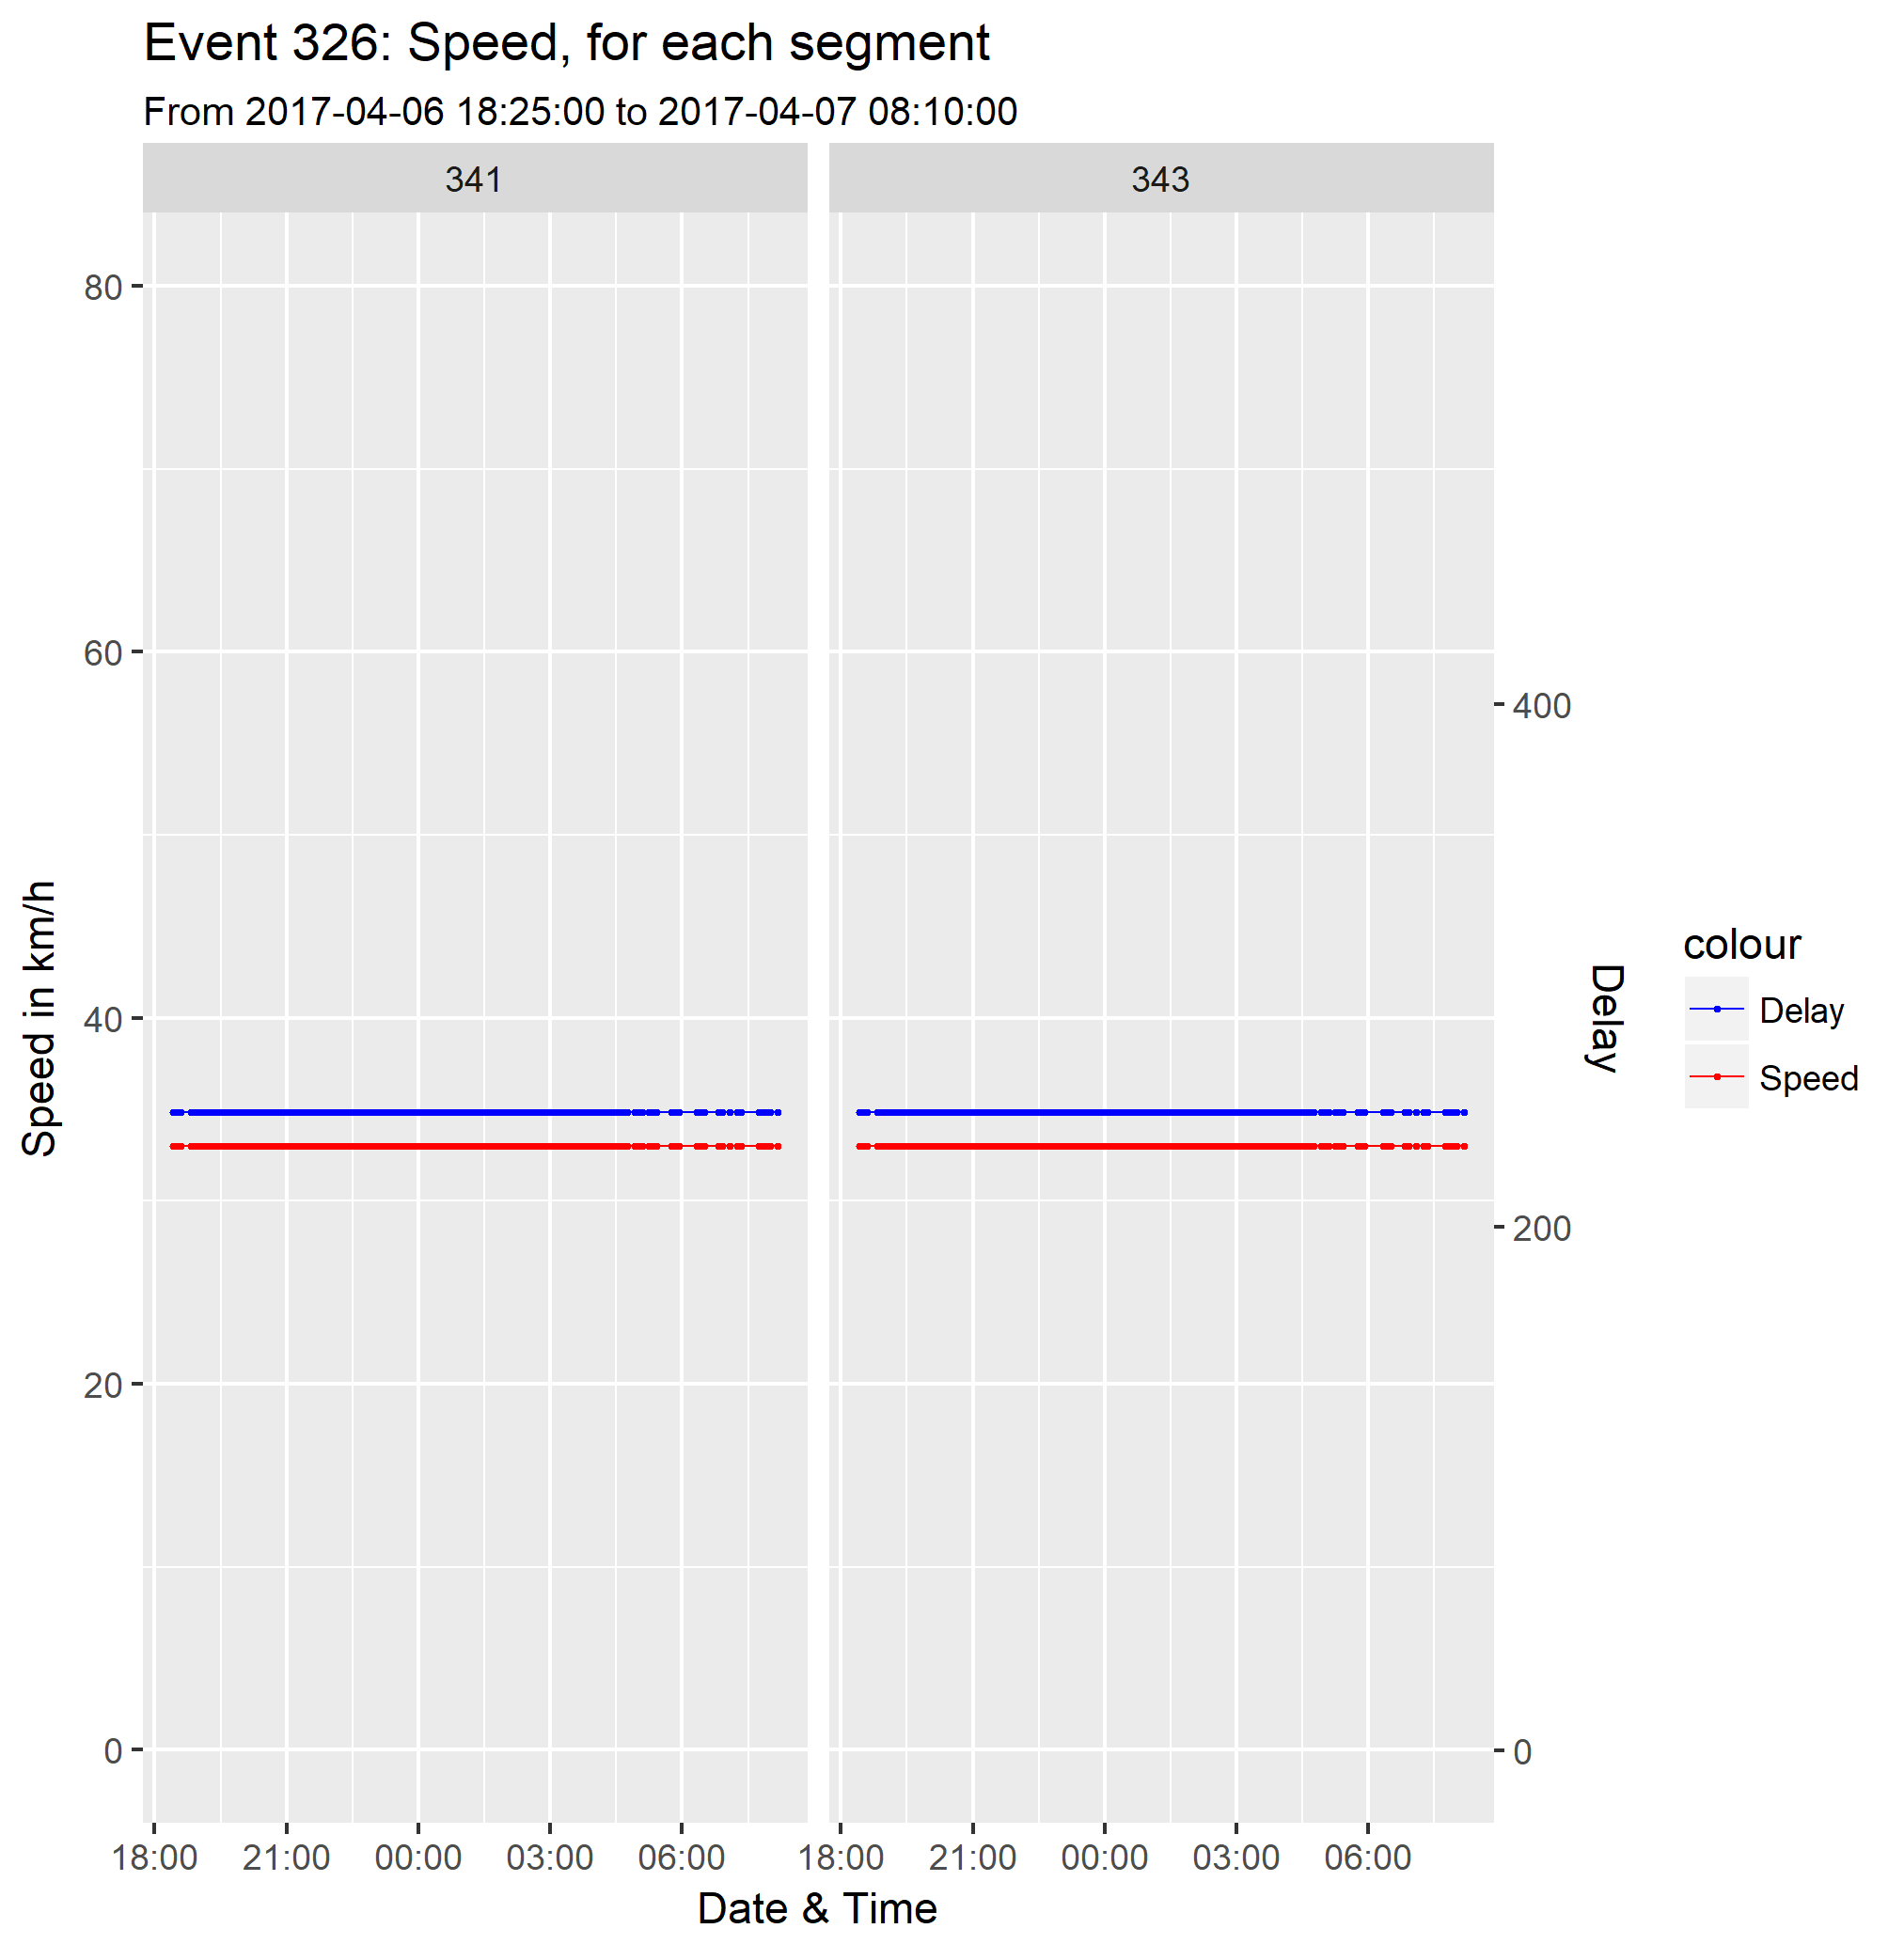 Event 326: Speed, for each segment
From 2017-04-06 18:25:00 to 2017-04-07 08:10:00
341 343
80
60
40
20
0
Speed in km/h
400
200
0
Delay
18:00 21:00 00:00 03:00 06:00 18:00 21:00 00:00 03:00 06:00
Date & Time
colour
Delay
Speed